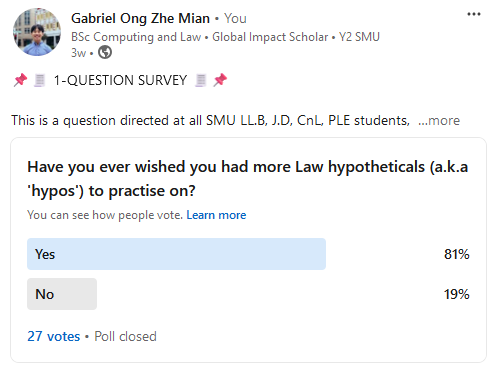 Gabriel Ong Zhe Mian • You
BSc Computing and Law • Global Impact Scholar • Y2 SMU
3w •
📌 🧾 1-QUESTION SURVEY 🧾 📌
This is a question directed at all SMU LL.B, J.D, CnL, PLE students, ...more
Have you ever wished you had more Law hypotheticals (a.k.a
'hypos') to practise on?
You can see how people vote. Learn more
Yes 81%
No 19%
27 votes • Poll closed